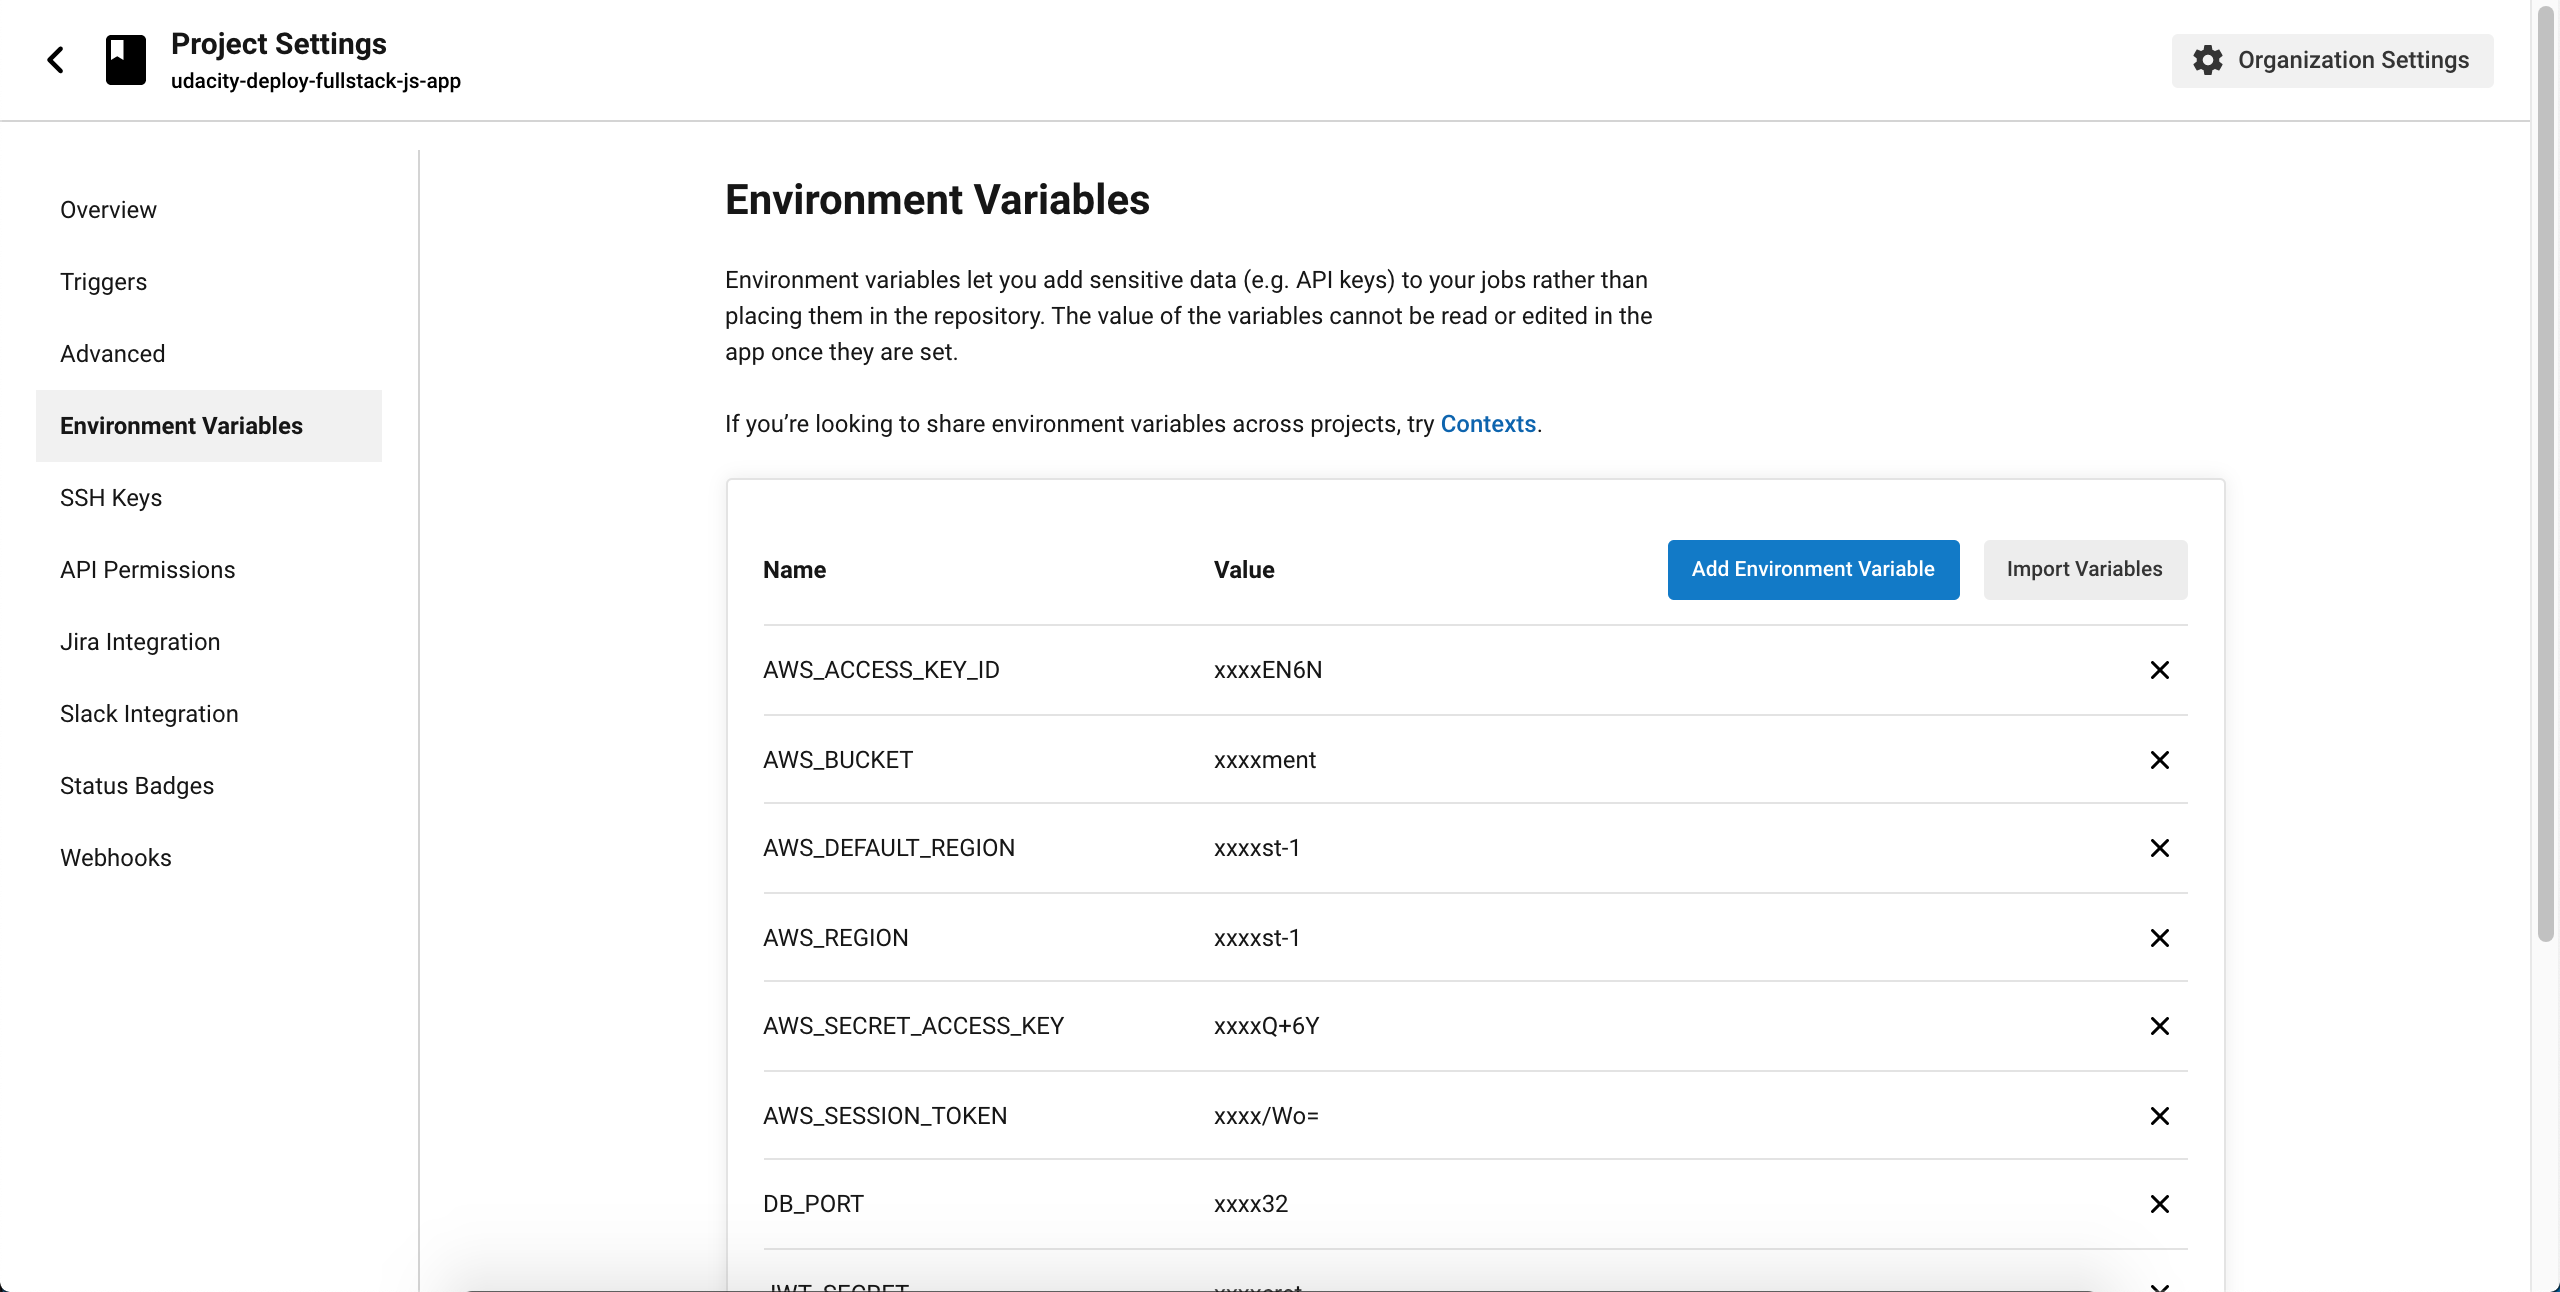 Project Settings
udacity-deploy-fullstack-js-app
Organization Settings
Overview
Triggers
Advanced
Environment Variables
SSH Keys
API Permissions
Jira Integration
Slack Integration
Status Badges
Webhooks
Environment Variables
Environment variables let you add sensitive data (e.g. API keys) to your jobs rather than
placing them in the repository. The value of the variables cannot be read or edited in the
app once they are set.
If you’re looking to share environment variables across projects, try Contexts.
Name Value Add Environment Variable Import Variables
AWS_ACCESS_KEY_ID xxxxEN6N
AWS_BUCKET xxxxment
AWS_DEFAULT_REGION xxxxst-1
AWS_REGION xxxxst-1
AWS_SECRET_ACCESS_KEY xxxxQ+6Y
AWS_SESSION_TOKEN xxxx/Wo=
DB_PORT xxxx32
JWT_SECRET xxxxcret